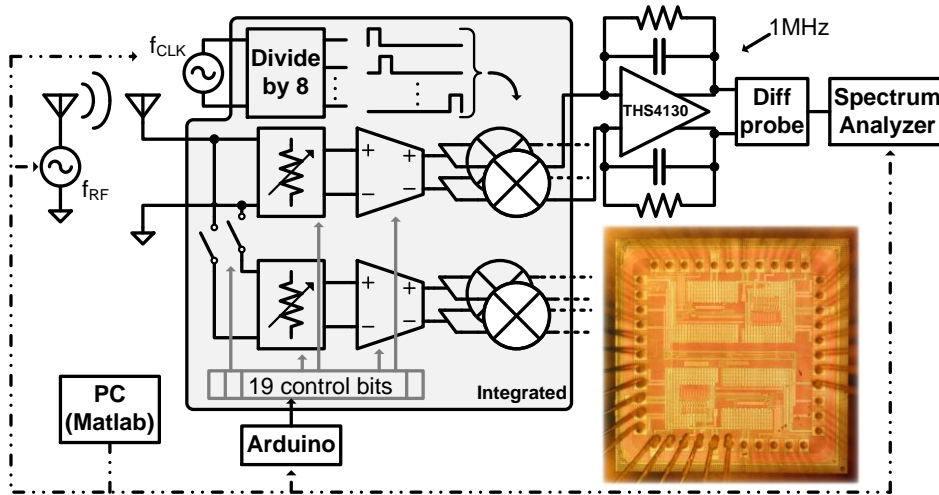 f_CLK
Divide
by 8
1MHz
THS4130
Diff
probe
Spectrum
Analyzer
f_RF
+
−
+
−
19 control bits
Integrated
PC
(Matlab)
Arduino